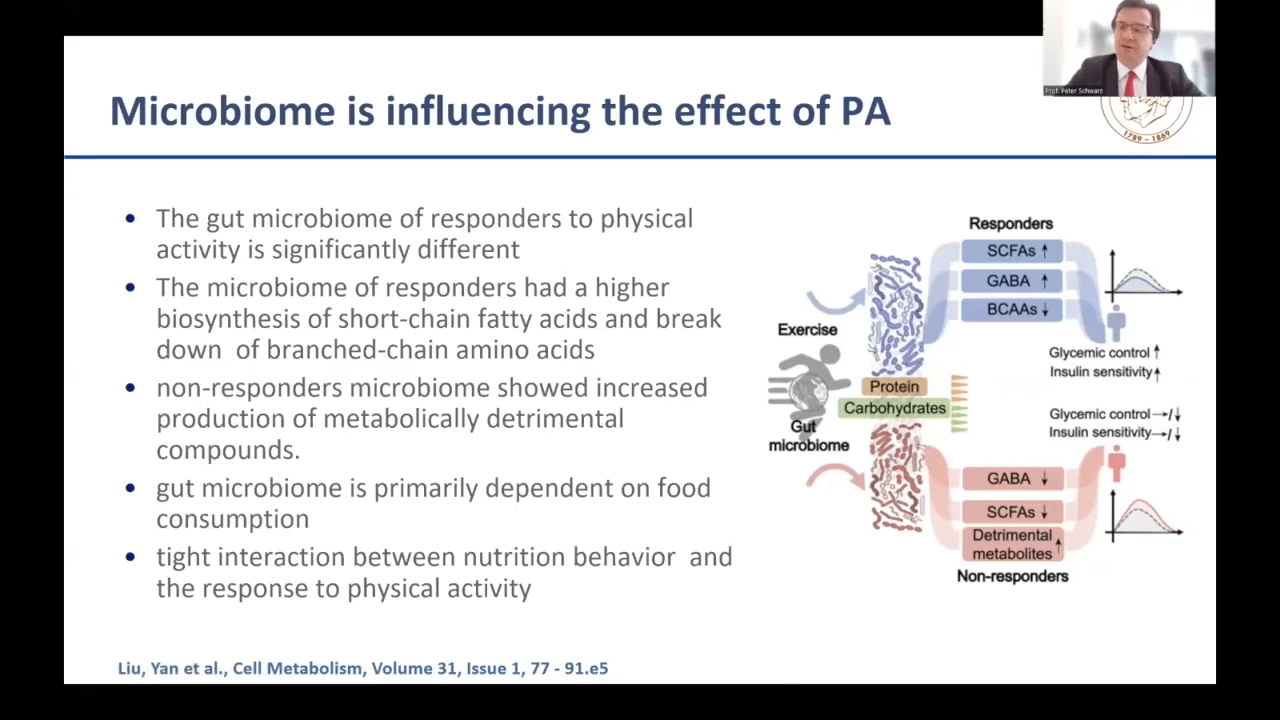 Prof. Peter Schwarz
1789 - 1869
Microbiome is influencing the effect of PA
• The gut microbiome of responders to physical
activity is significantly different
• The microbiome of responders had a higher
biosynthesis of short-chain fatty acids and break
down of branched-chain amino acids
• non-responders microbiome showed increased
production of metabolically detrimental
compounds.
• gut microbiome is primarily dependent on food
consumption
• tight interaction between nutrition behavior and
the response to physical activity
Responders
SCFAs ↑
GABA ↑
BCAAs ↓
Exercise
Glycemic control ↑
Insulin sensitivity ↑
Protein
Carbohydrates
Gut
microbiome
Glycemic control→/↓
Insulin sensitivity→/↓
GABA ↓
SCFAs ↓
Detrimental
metabolites ↑
Non-responders
Liu, Yan et al., Cell Metabolism, Volume 31, Issue 1, 77 - 91.e5